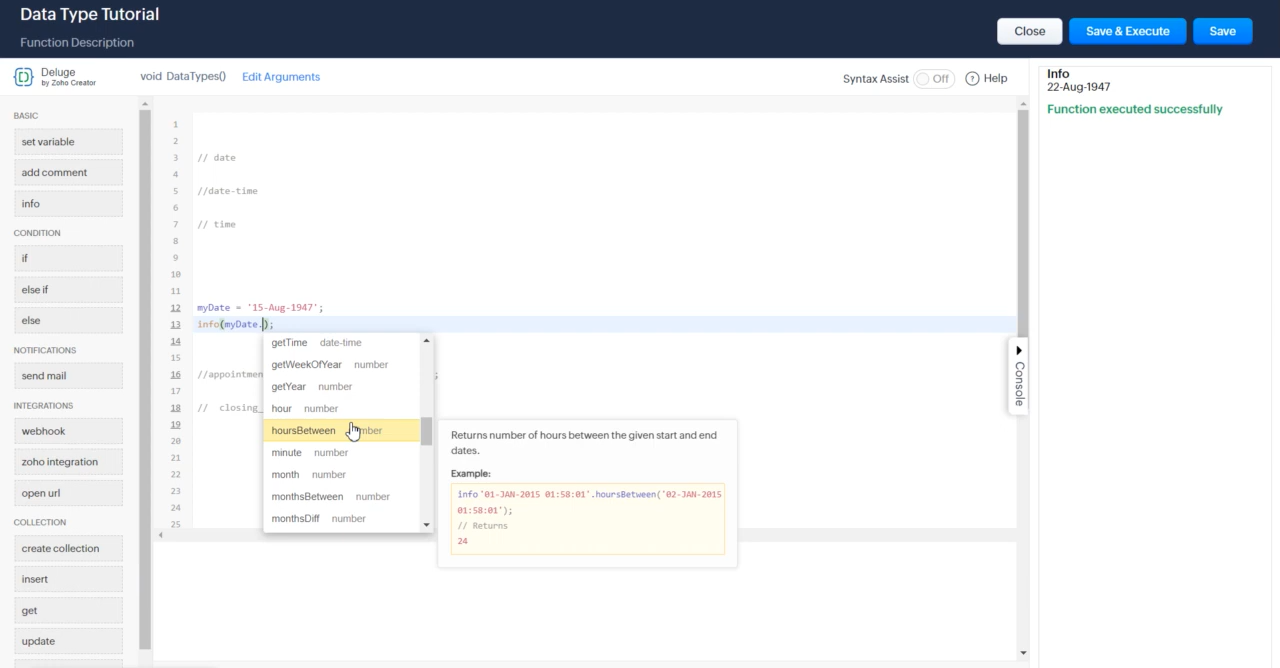 Data Type Tutorial
Function Description
Close
Save & Execute
Save
Deluge
by Zoho Creator
void DataTypes()
Edit Arguments
Syntax Assist
Off
? Help
Info
22-Aug-1947
Function executed successfully
BASIC
set variable
add comment
info
CONDITION
if
else if
else
NOTIFICATIONS
send mail
INTEGRATIONS
webhook
zoho integration
open url
COLLECTION
create collection
insert
get
update
1
2
3 // date
4
5 //date-time
6
7 // time
8
9
10
11
12 myDate = '15-Aug-1947';
13 info(myDate.);
14
15
16 //appointmen ;
17
18 // closing_
19
20
21
22
23
24
25
getTime date-time
getWeekOfYear number
getYear number
hour number
hoursBetween mber
minute number
month number
monthsBetween number
monthsDiff number
Returns number of hours between the given start and end
dates.
Example:
info '01-JAN-2015 01:58:01'.hoursBetween('02-JAN-2015
01:58:01');
// Returns
24
Console